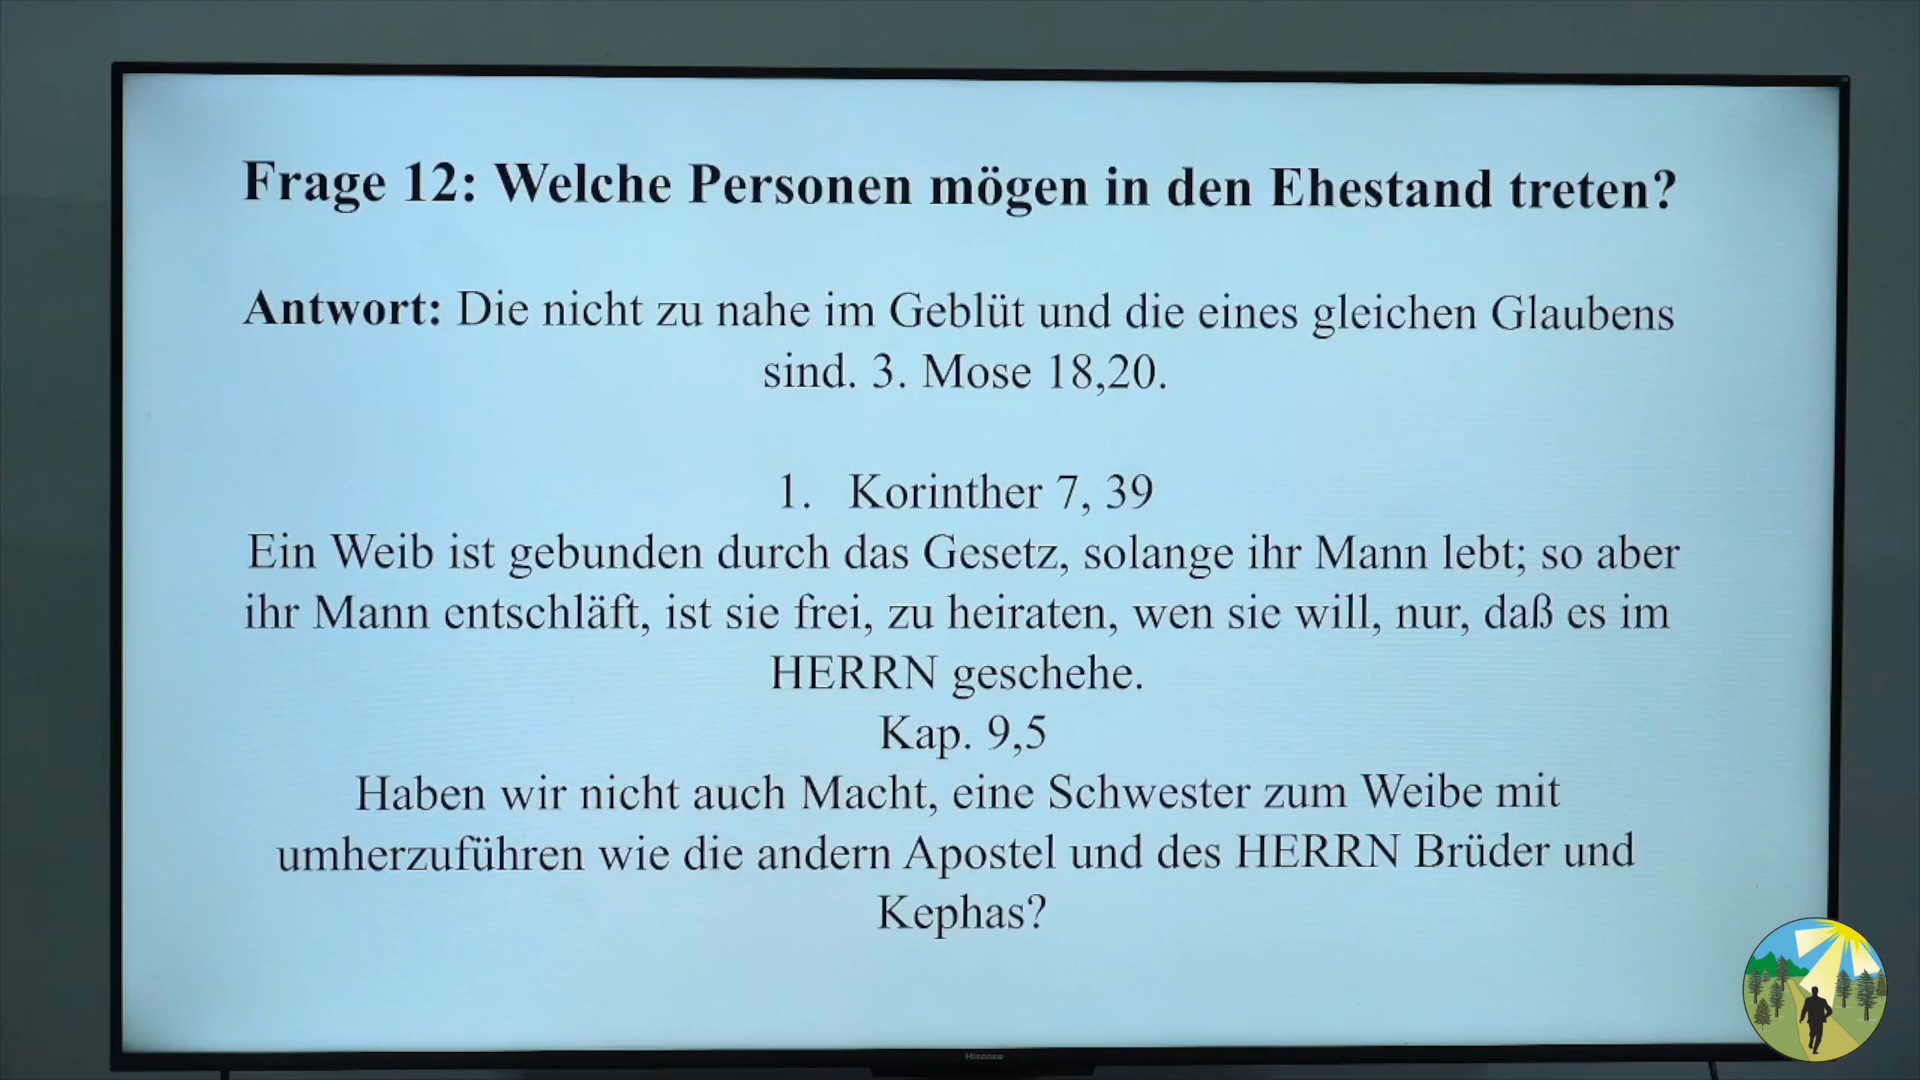 Frage 12: Welche Personen mögen in den Ehestand treten?
Antwort: Die nicht zu nahe im Geblüt und die eines gleichen Glaubens
sind. 3. Mose 18,20.
1. Korinther 7, 39
Ein Weib ist gebunden durch das Gesetz, solange ihr Mann lebt; so aber
ihr Mann entschläft, ist sie frei, zu heiraten, wen sie will, nur, daß es im
HERRN geschehe.
Kap. 9,5
Haben wir nicht auch Macht, eine Schwester zum Weibe mit
umherzuführen wie die andern Apostel und des HERRN Brüder und
Kephas?